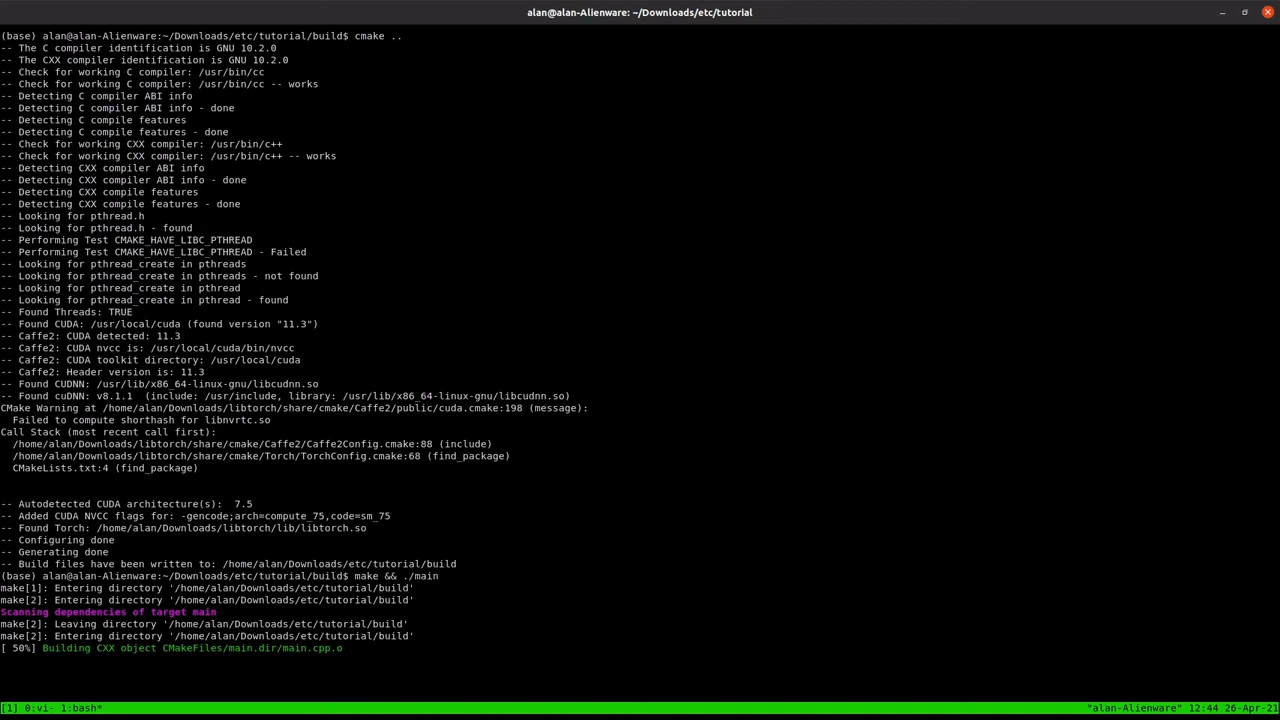 alan@alan-Alienware: ~/Downloads/etc/tutorial
(base) alan@alan-Alienware:~/Downloads/etc/tutorial/build$ cmake ..
-- The C compiler identification is GNU 10.2.0
-- The CXX compiler identification is GNU 10.2.0
-- Check for working C compiler: /usr/bin/cc
-- Check for working C compiler: /usr/bin/cc -- works
-- Detecting C compiler ABI info
-- Detecting C compiler ABI info - done
-- Detecting C compile features
-- Detecting C compile features - done
-- Check for working CXX compiler: /usr/bin/c++
-- Check for working CXX compiler: /usr/bin/c++ -- works
-- Detecting CXX compiler ABI info
-- Detecting CXX compiler ABI info - done
-- Detecting CXX compile features
-- Detecting CXX compile features - done
-- Looking for pthread.h
-- Looking for pthread.h - found
-- Performing Test CMAKE_HAVE_LIBC_PTHREAD
-- Performing Test CMAKE_HAVE_LIBC_PTHREAD - Failed
-- Looking for pthread_create in pthreads
-- Looking for pthread_create in pthreads - not found
-- Looking for pthread_create in pthread
-- Looking for pthread_create in pthread - found
-- Found Threads: TRUE
-- Found CUDA: /usr/local/cuda (found version "11.3")
-- Caffe2: CUDA detected: 11.3
-- Caffe2: CUDA nvcc is: /usr/local/cuda/bin/nvcc
-- Caffe2: CUDA toolkit directory: /usr/local/cuda
-- Caffe2: Header version is: 11.3
-- Found CUDNN: /usr/lib/x86_64-linux-gnu/libcudnn.so
-- Found cuDNN: v8.1.1  (include: /usr/include, library: /usr/lib/x86_64-linux-gnu/libcudnn.so)
CMake Warning at /home/alan/Downloads/libtorch/share/cmake/Caffe2/public/cuda.cmake:198 (message):
  Failed to compute shorthash for libnvrtc.so
Call Stack (most recent call first):
  /home/alan/Downloads/libtorch/share/cmake/Caffe2/Caffe2Config.cmake:88 (include)
  /home/alan/Downloads/libtorch/share/cmake/Torch/TorchConfig.cmake:68 (find_package)
  CMakeLists.txt:4 (find_package)
-- Autodetected CUDA architecture(s):  7.5
-- Added CUDA NVCC flags for: -gencode;arch=compute_75,code=sm_75
-- Found Torch: /home/alan/Downloads/libtorch/lib/libtorch.so
-- Configuring done
-- Generating done
-- Build files have been written to: /home/alan/Downloads/etc/tutorial/build
(base) alan@alan-Alienware:~/Downloads/etc/tutorial/build$ make && ./main
make[1]: Entering directory '/home/alan/Downloads/etc/tutorial/build'
make[2]: Entering directory '/home/alan/Downloads/etc/tutorial/build'
Scanning dependencies of target main
make[2]: Leaving directory '/home/alan/Downloads/etc/tutorial/build'
make[2]: Entering directory '/home/alan/Downloads/etc/tutorial/build'
[ 50%] Building CXX object CMakeFiles/main.dir/main.cpp.o
[1] 0:vi- 1:bash* "alan-Alienware" 12:44 26-Apr-21